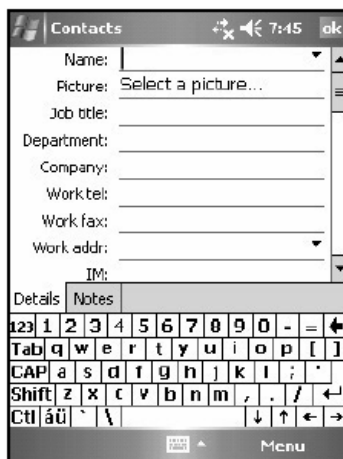 Contacts 7:45 ok
Name:
Picture: Select a picture...
Job title:
Department:
Company:
Work tel:
Work fax:
Work addr:
IM:
Details Notes
123 1 2 3 4 5 6 7 8 9 0 - =
Tab q w e r t y u i o p [ ]
CAP a s d f g h j k l ; '
Shift z x c v b n m , . /
Ctl áü ` \
Menu